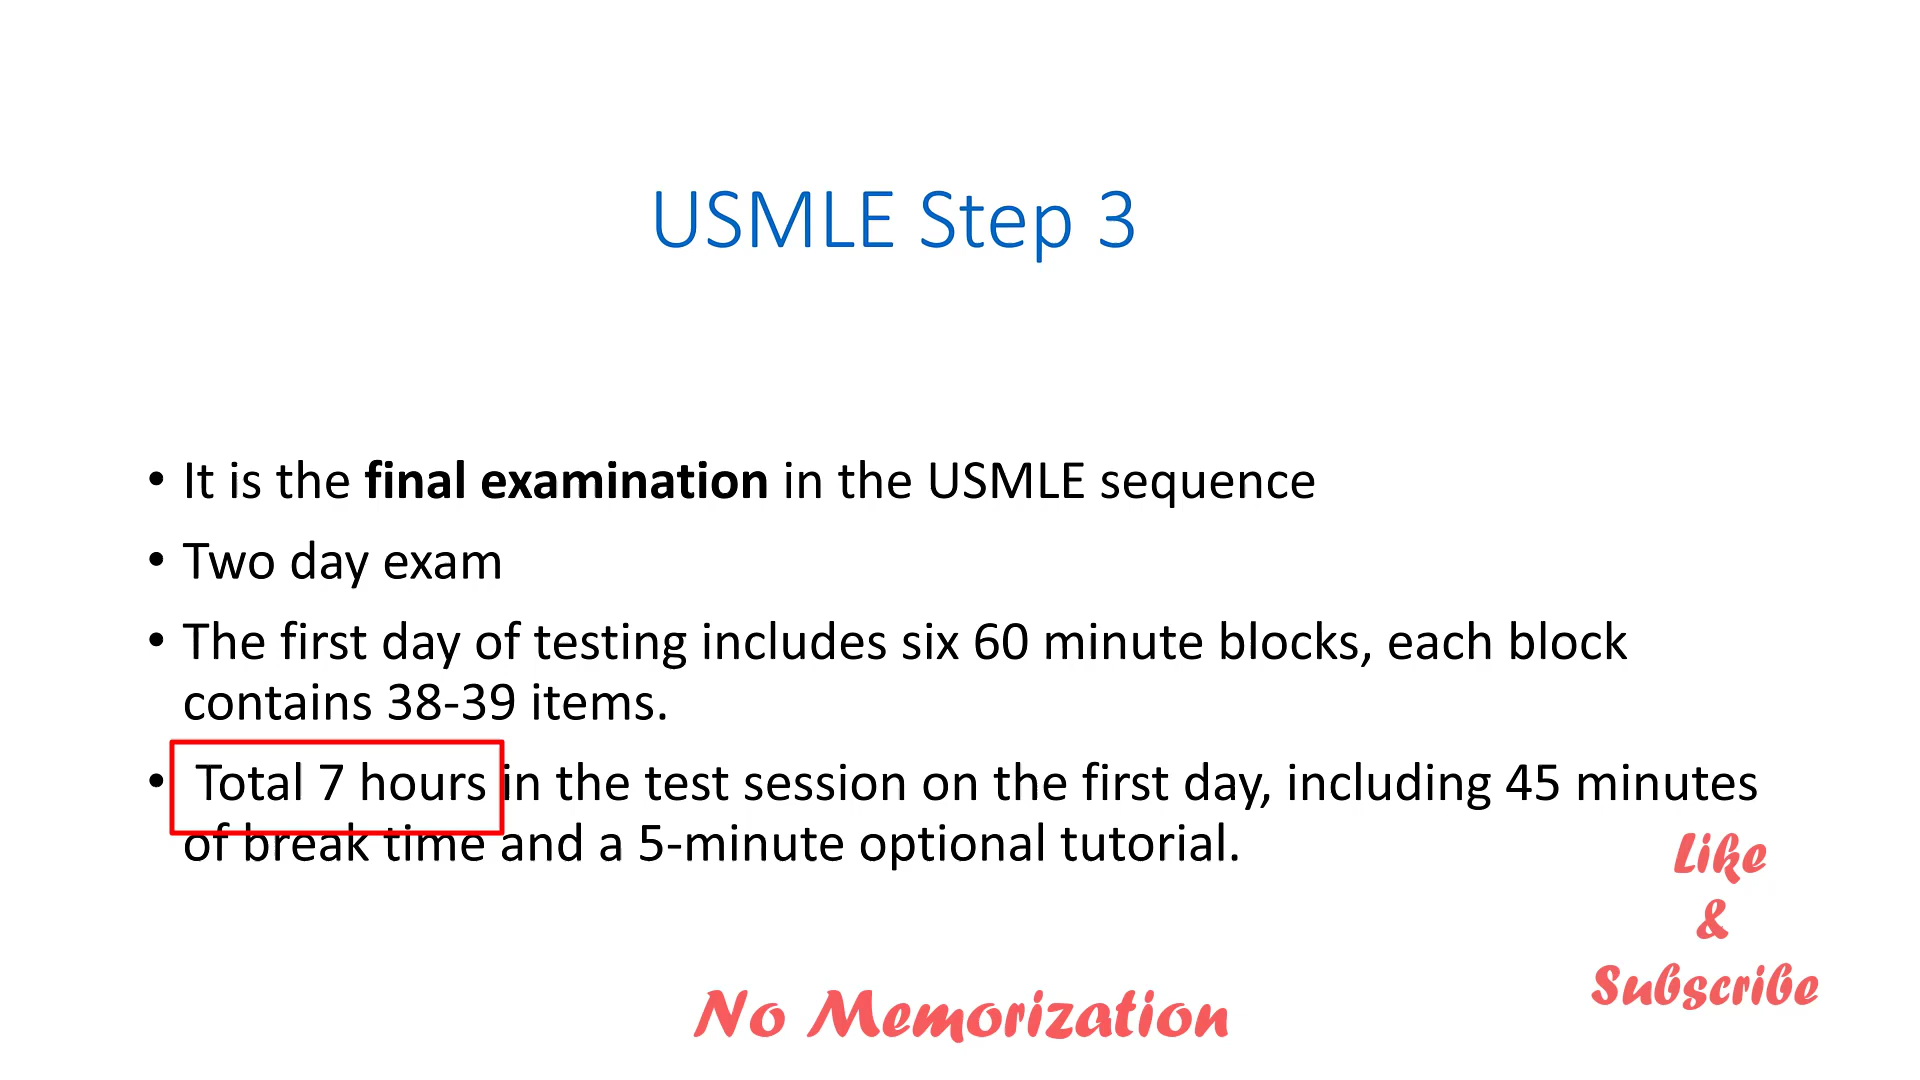 USMLE Step 3
• It is the final examination in the USMLE sequence
• Two day exam
• The first day of testing includes six 60 minute blocks, each block
contains 38-39 items.
• Total 7 hours in the test session on the first day, including 45 minutes
of break time and a 5-minute optional tutorial.
Like
&
Subscribe
No Memorization